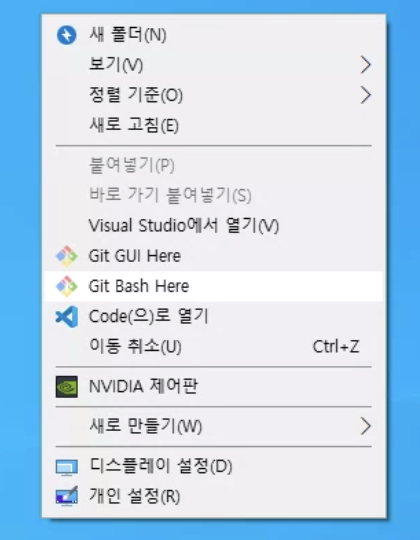 새 폴더(N)
보기(V)
정렬 기준(O)
새로 고침(E)
붙여넣기(P)
바로 가기 붙여넣기(S)
Visual Studio에서 열기(V)
Git GUI Here
Git Bash Here
Code(으)로 열기
이동 취소(U) Ctrl+Z
NVIDIA 제어판
새로 만들기(W)
디스플레이 설정(D)
개인 설정(R)